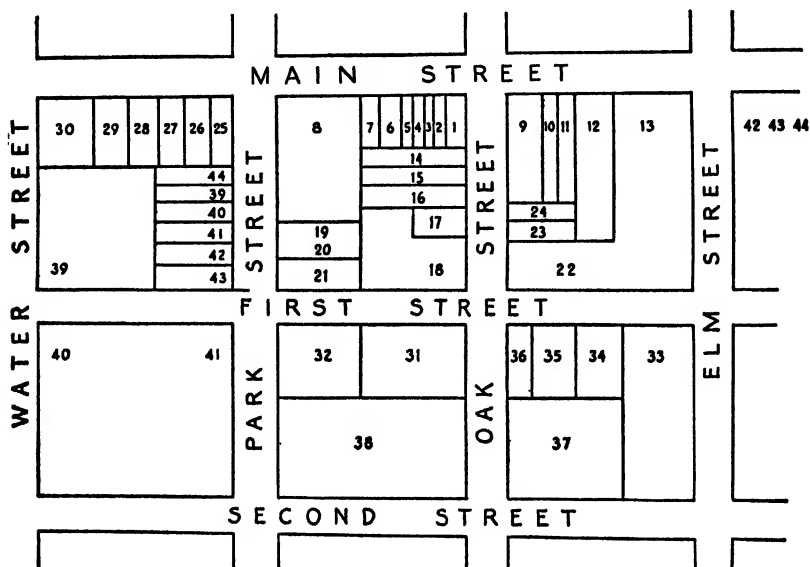 MAIN STREET
30 29 28 27 26 25 8 7 6 5 4 3 2 1 9 10 11 12 13 42 43 44
14
44 15
39 16 24
40 17 23
41 19
42 20
39 43 21 18 22
FIRST STREET
40 41 32 31 36 35 34 33
38 37
SECOND STREET
WATER STREET
PARK STREET
OAK STREET
ELM STREET